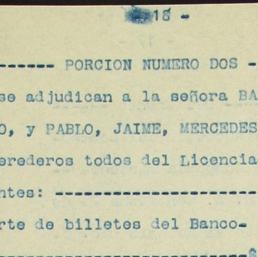 18 -
------ PORCION NUMERO DOS -
se adjudican a la señora BA
O, y PABLO, JAIME, MERCEDES
erederos todos del Licencia
ntes: ---------------------
rte de billetes del Banco-